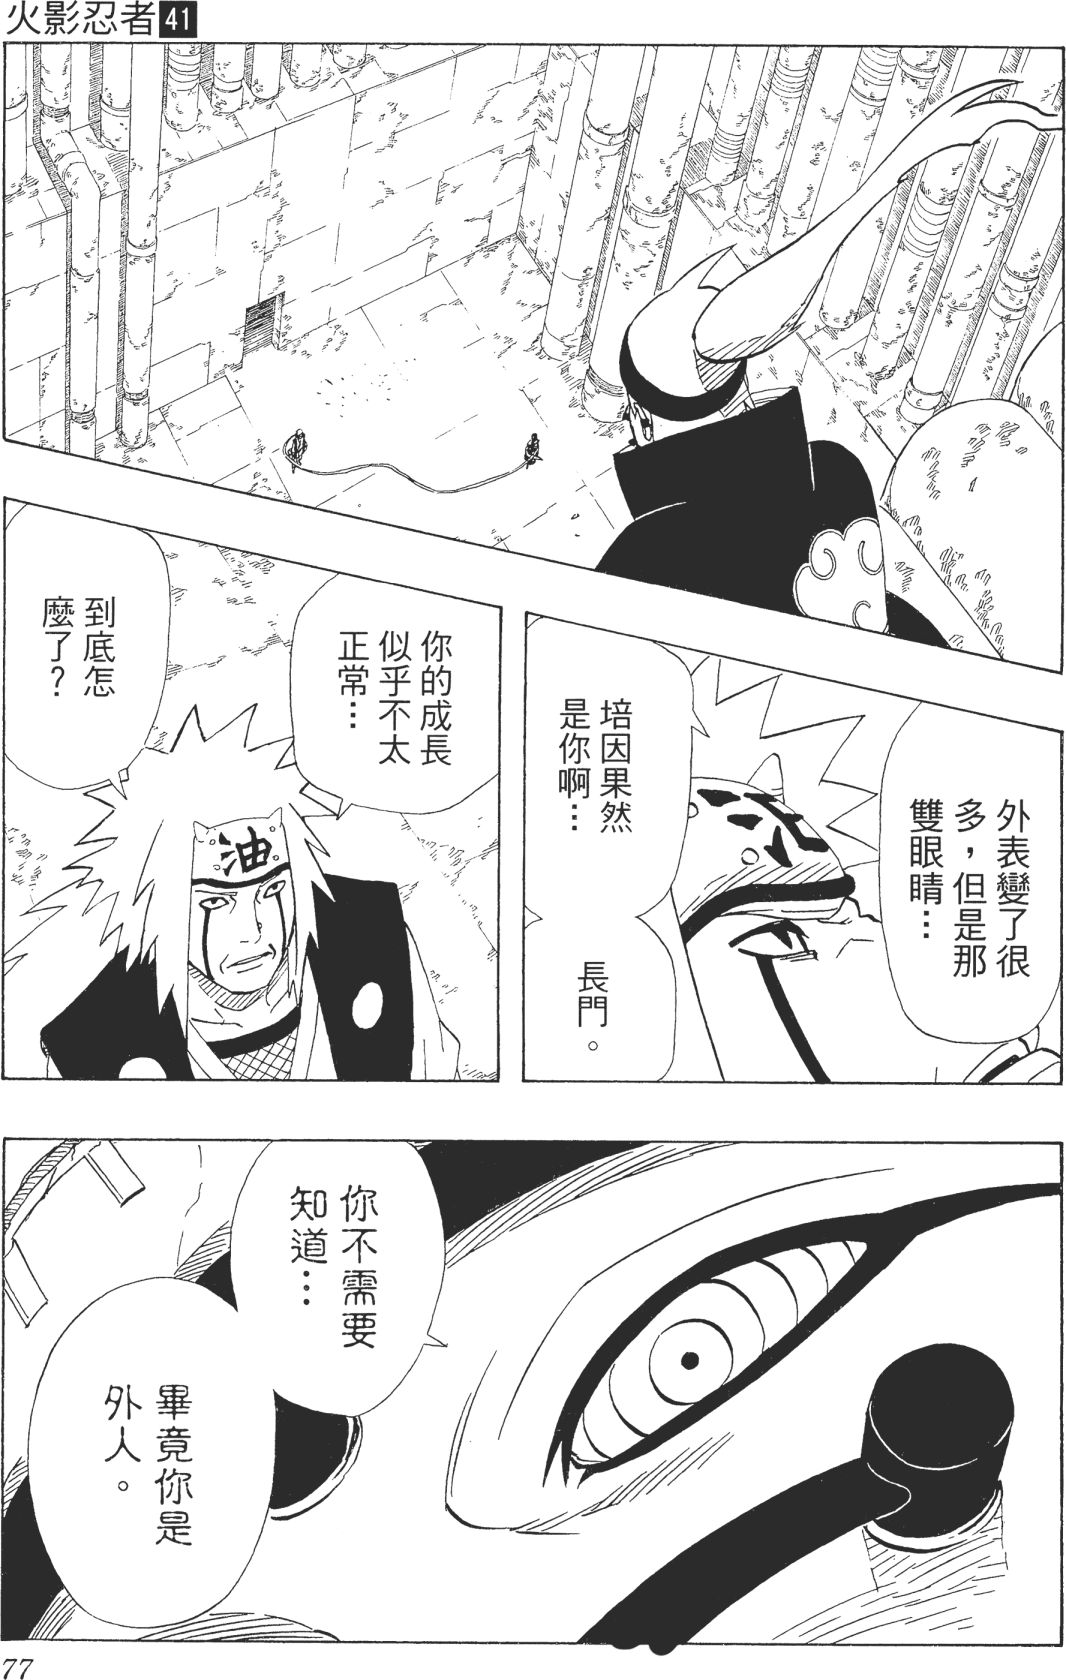 火影忍者41
外表變了很
多，但是那
雙眼睛…
培因果然
是你啊…
長門。
你的成長
似乎不太
正常…
到底怎
麼了？
油
你不需要
知道…
畢竟你是
外人。
77